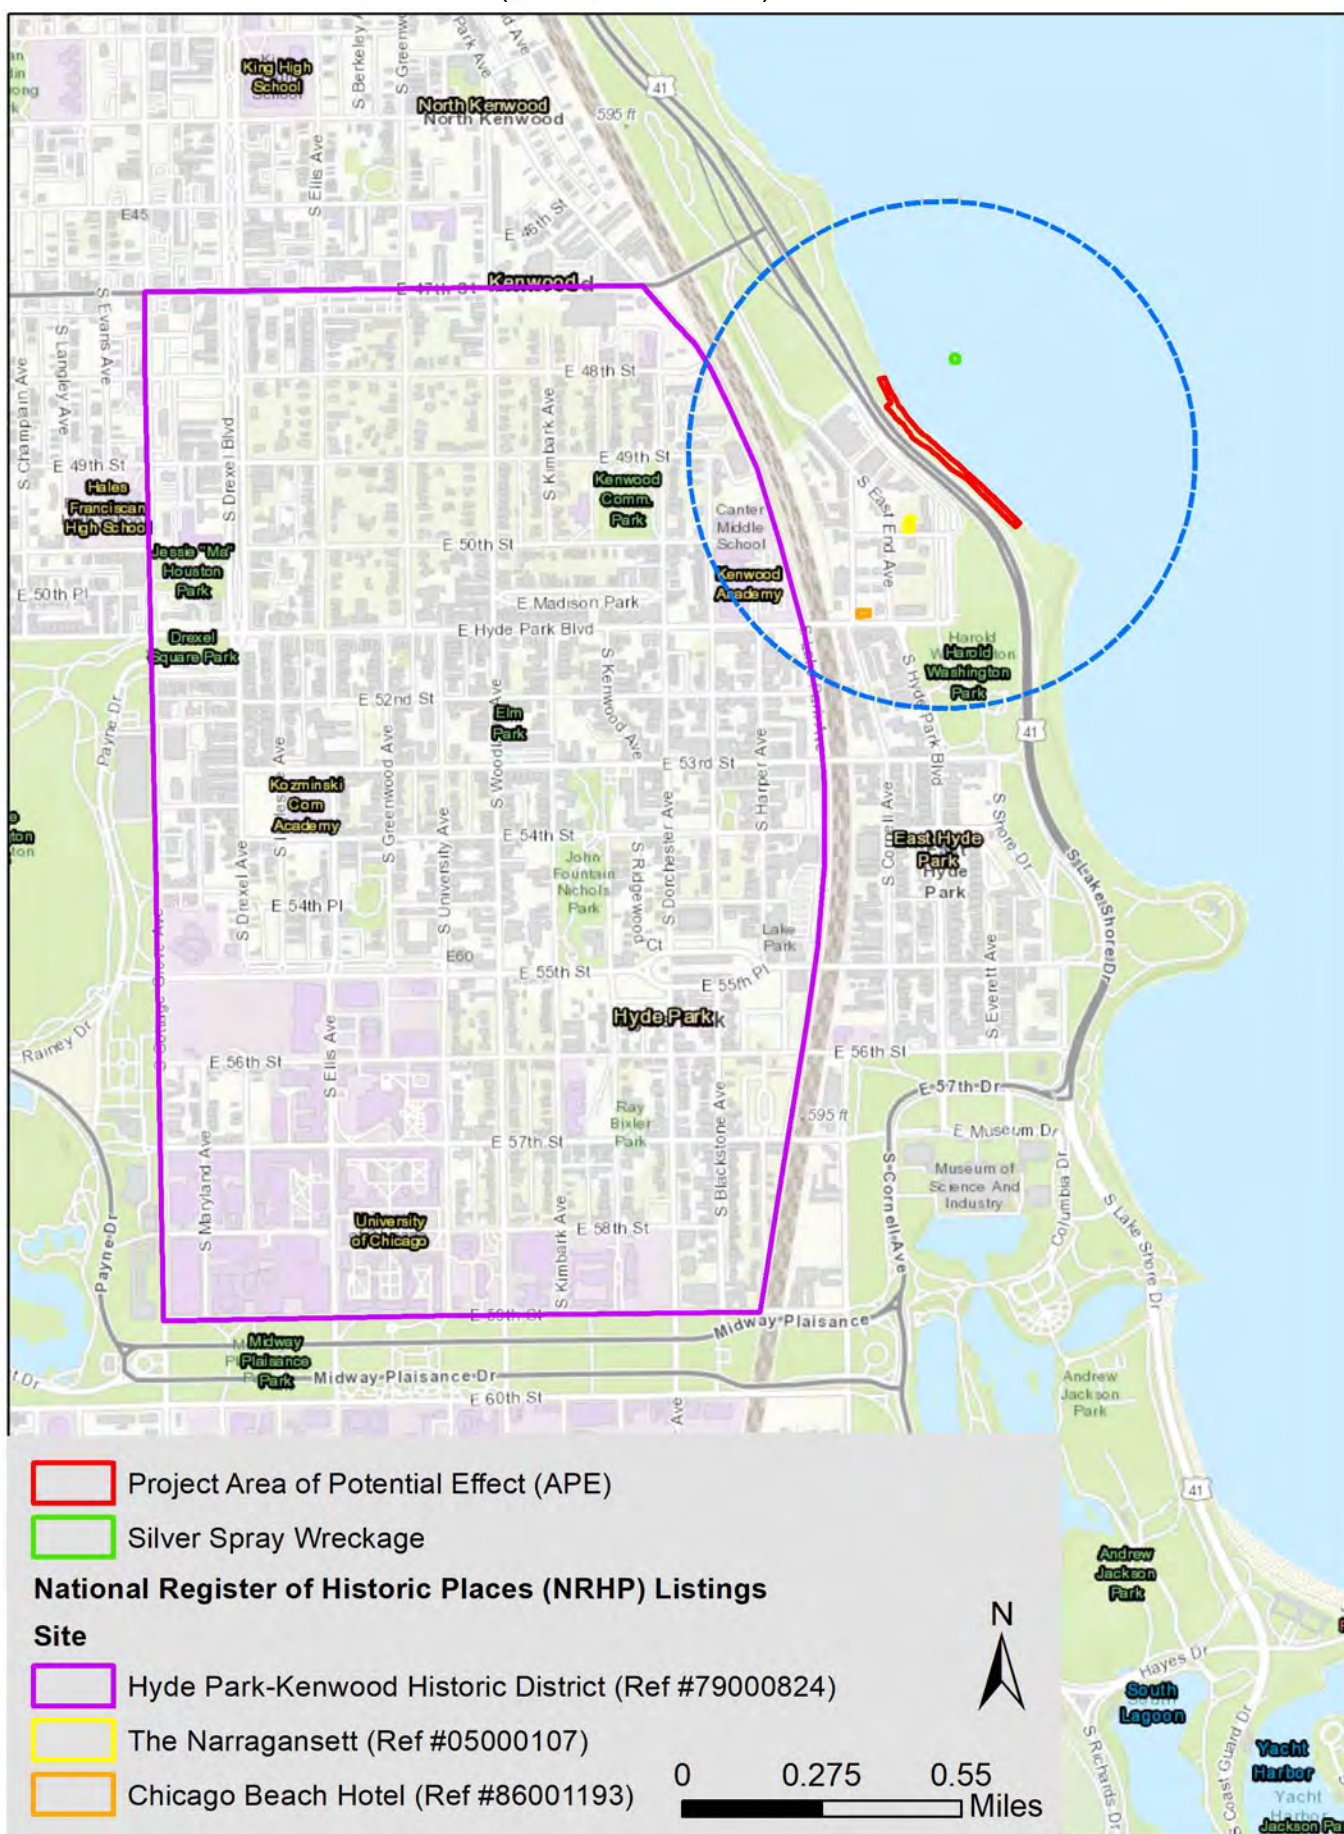 King High
School
S Berkeley
S Greenw
Park Ave
S Ellis Ave
North Kenwood
North Kenwood
595 ft
41
E45
E 46th St
Kenwood
E 47th St
S Evans Ave
S Langley Ave
S Champlain Ave
E 48th St
S Drexel Blvd
S Kimbark Ave
E 49th St
E 49th St
Hales
Franciscan
High School
Kenwood
Comm.
Park
Canter
Middle
School
S East End Ave
E 50th St
Jessie "Ma"
Houston
Park
Kenwood
Academy
E 50th Pl
E Madison Park
E Hyde Park Blvd
Drexel
Square Park
Harold
Washington
Park
S Kenwood Ave
S Hyde Park Blvd
Payne Dr
E 52nd St
Elm
Park
41
E 53rd St
S Harper Ave
S Greenwood Ave
Kozminski
Com
Academy
S University Ave
E 54th St
S Dorchester Ave
S Cornell Ave
S Shore Dr
East Hyde
Park
Hyde
Park
S Lake Shore Dr
John
Fountain
Nichols
Park
S Ridgewood
Ct
S Drexel Ave
E 54th Pl
Lake
Park
E60
E 55th St
E 55th Pl
S Everett Ave
S Cottage Grove Ave
Hyde Park
Rainey Dr
E 56th St
S Ellis Ave
E 56th St
E 57th Dr
595 ft
Ray
Bixler
Park
S Blackstone Ave
E Museum Dr
E 57th St
S Maryland Ave
Museum of
Science And
Industry
Columbia Dr
S Cornell Ave
S Lake Shore Dr
University
of Chicago
S Kimbark Ave
E 58th St
Payne Dr
E 59th St
Midway Plaisance
Midway
Plaisance
Park
Midway Plaisance Dr
E 60th St
Ave
Andrew
Jackson
Park
41
Andrew
Jackson
Park
Hayes Dr
South
Lagoon
S Richards Dr
S Coast Guard Dr
Yacht
Harbor
Yacht
Harbor
Project Area of Potential Effect (APE)
Silver Spray Wreckage
National Register of Historic Places (NRHP) Listings
Site
Hyde Park-Kenwood Historic District (Ref #79000824)
The Narragansett (Ref #05000107)
Chicago Beach Hotel (Ref #86001193)
N
0 0.275 0.55
Miles